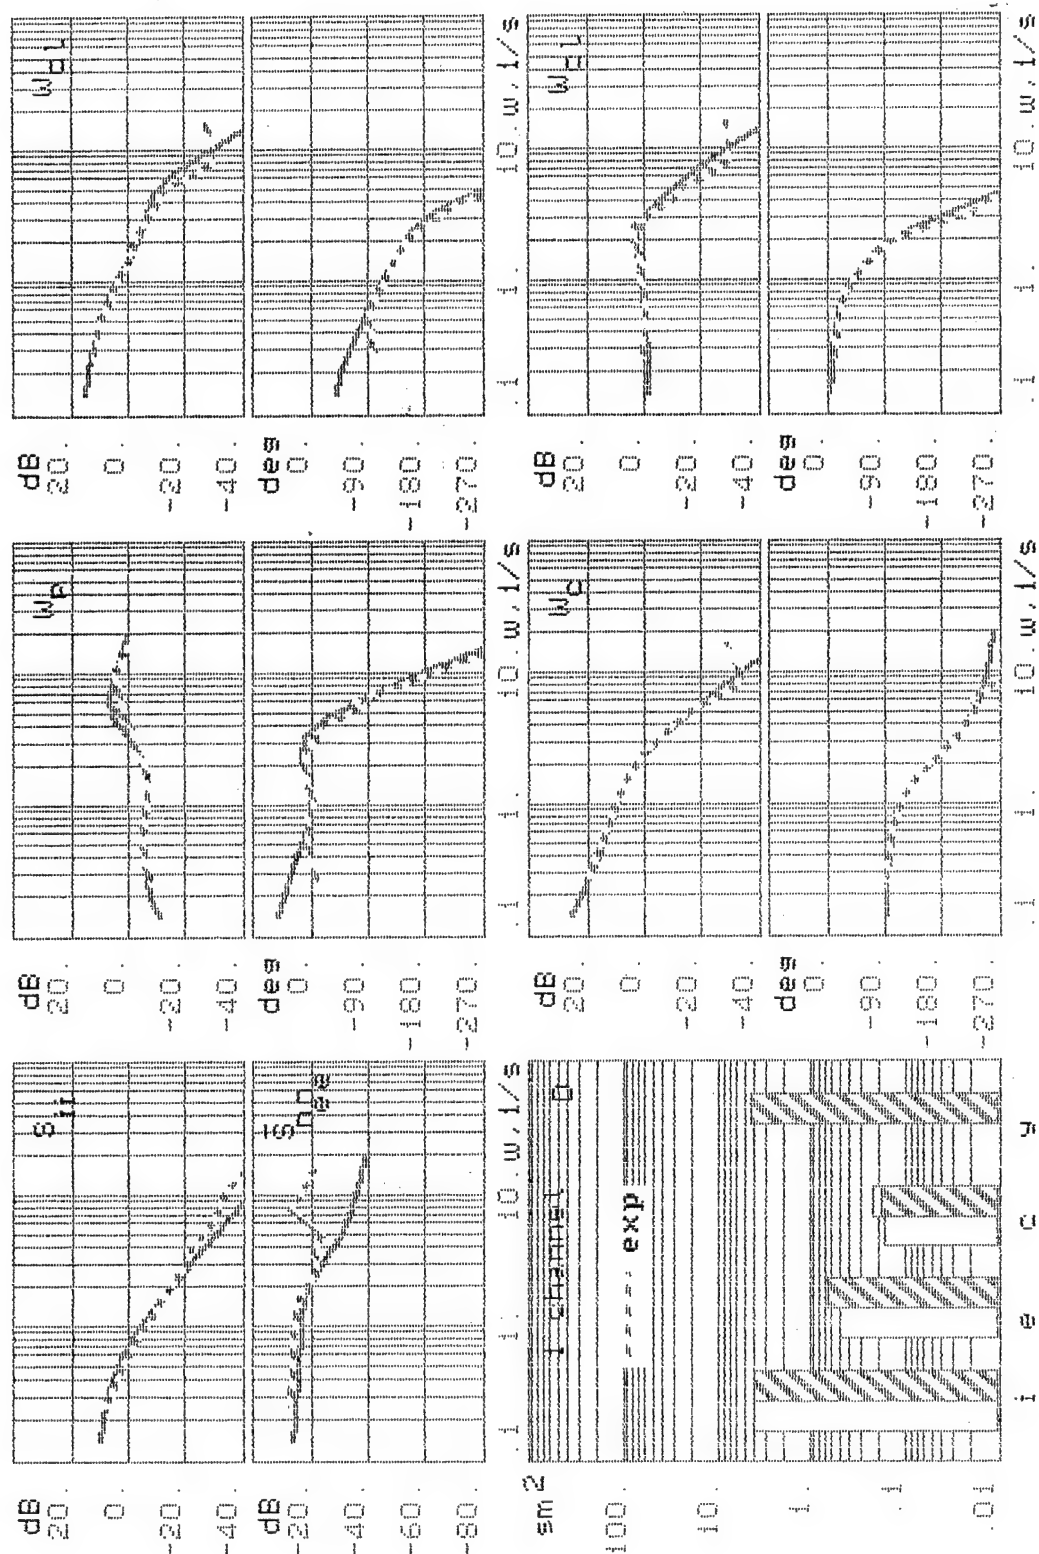 dB
20.
0.
-20.
-40.
S ii
dB
-20.
-40.
-60.
-80.
S n e n e
.1
1.
10.
w,1/s
dB
20.
0.
-20.
-40.
W p
deg
0.
-90.
-180.
-270.
.1
1.
10.
w,1/s
dB
20.
0.
-20.
-40.
W cl
deg
0.
-90.
-180.
-270.
.1
1.
10.
w,1/s
sm 2
100.
10.
1.
.1
.01
1 channel
---- exp
i
e
c
y
dB
20.
0.
-20.
-40.
deg
0.
-90.
-180.
-270.
.1
1.
10.
w,1/s
dB
20.
0.
-20.
-40.
W cl
deg
0.
-90.
-180.
-270.
.1
1.
10.
w,1/s